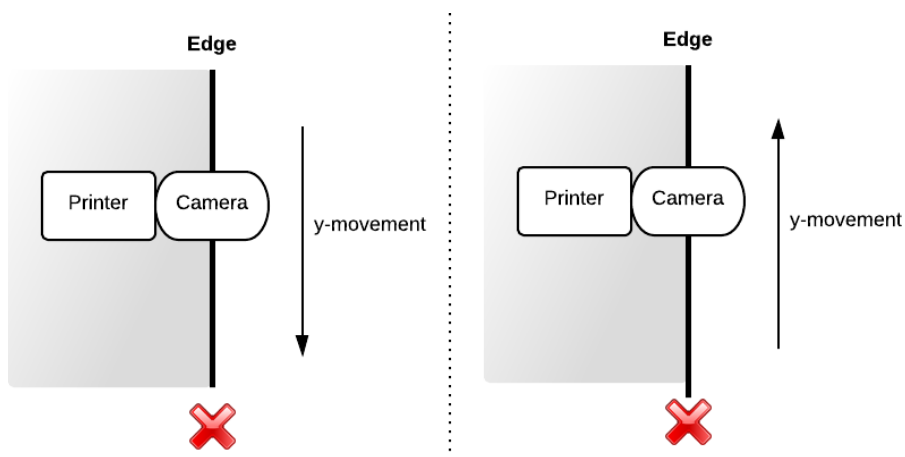 Edge
Printer
Camera
y-movement
Edge
Printer
Camera
y-movement